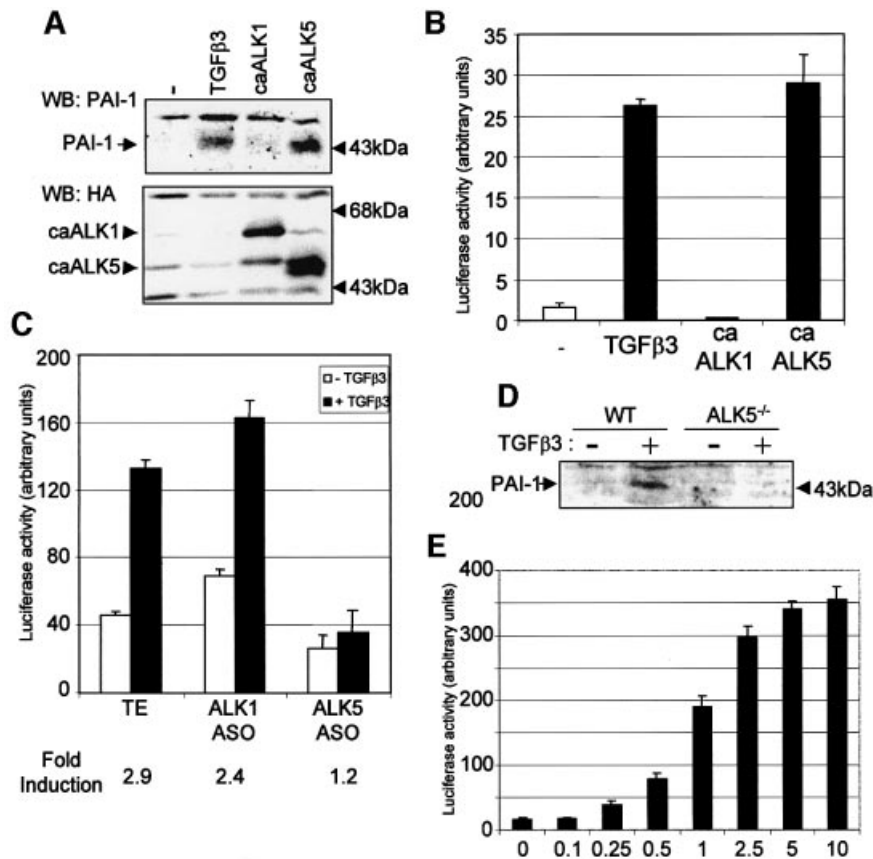 A
-
TGFβ3
caALK1
caALK5
WB: PAI-1
PAI-1
43kDa
WB: HA
68kDa
caALK1
caALK5
43kDa
B
Luciferase activity (arbitrary units)
35
30
25
20
15
10
5
0
-
TGFβ3
ca
ALK1
ca
ALK5
C
Luciferase activity (arbitrary units)
200
160
120
80
40
0
- TGFβ3
+ TGFβ3
TE
ALK1
ASO
ALK5
ASO
Fold
Induction
2.9
2.4
1.2
D
WT
ALK5-/-
TGFβ3 : - + - +
PAI-1
43kDa
200
E
Luciferase activity (arbitrary units)
400
300
200
100
0
0 0.1 0.25 0.5 1 2.5 5 10